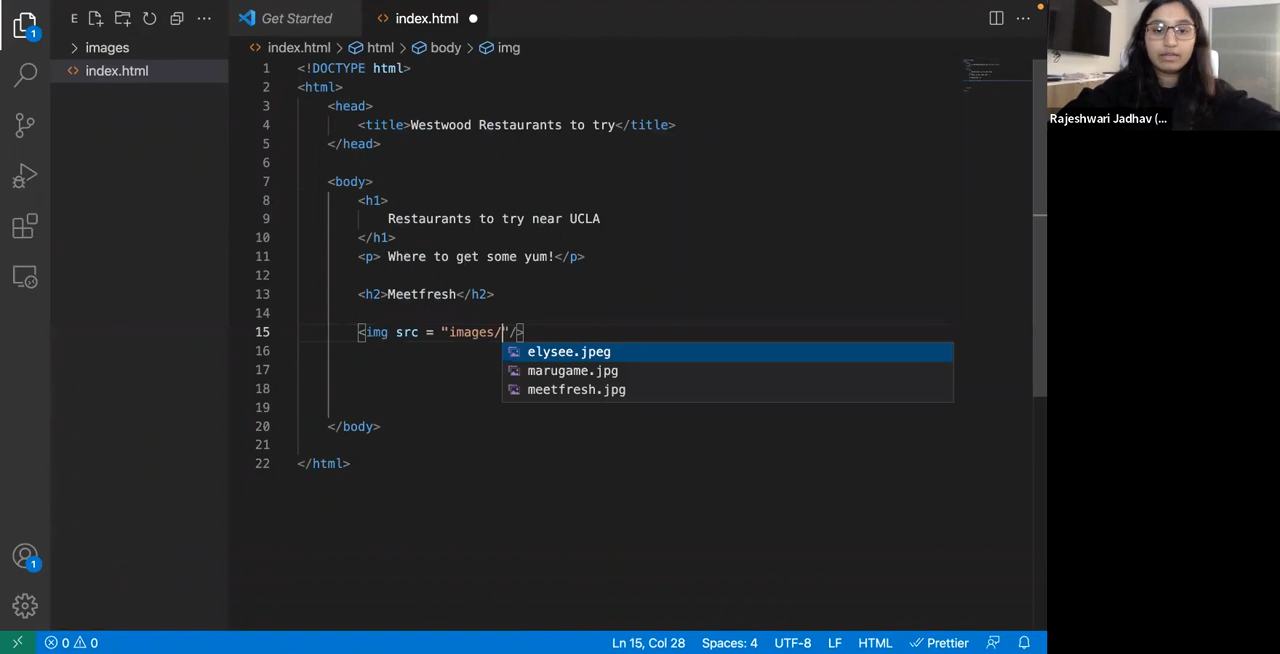 E
Get Started
index.html
images
index.html
index.html > html > body > img
1 <!DOCTYPE html>
2 <html>
3 <head>
4 <title>Westwood Restaurants to try</title>
5 </head>
6
7 <body>
8 <h1>
9 Restaurants to try near UCLA
10 </h1>
11 <p> Where to get some yum!</p>
12
13 <h2>Meetfresh</h2>
14
15 <img src = "images/"/>
16 elysee.jpeg
17 marugame.jpg
18 meetfresh.jpg
19
20 </body>
21
22 </html>
1
1
0 0
Ln 15, Col 28 Spaces: 4 UTF-8 LF HTML Prettier
Rajeshwari Jadhav (...